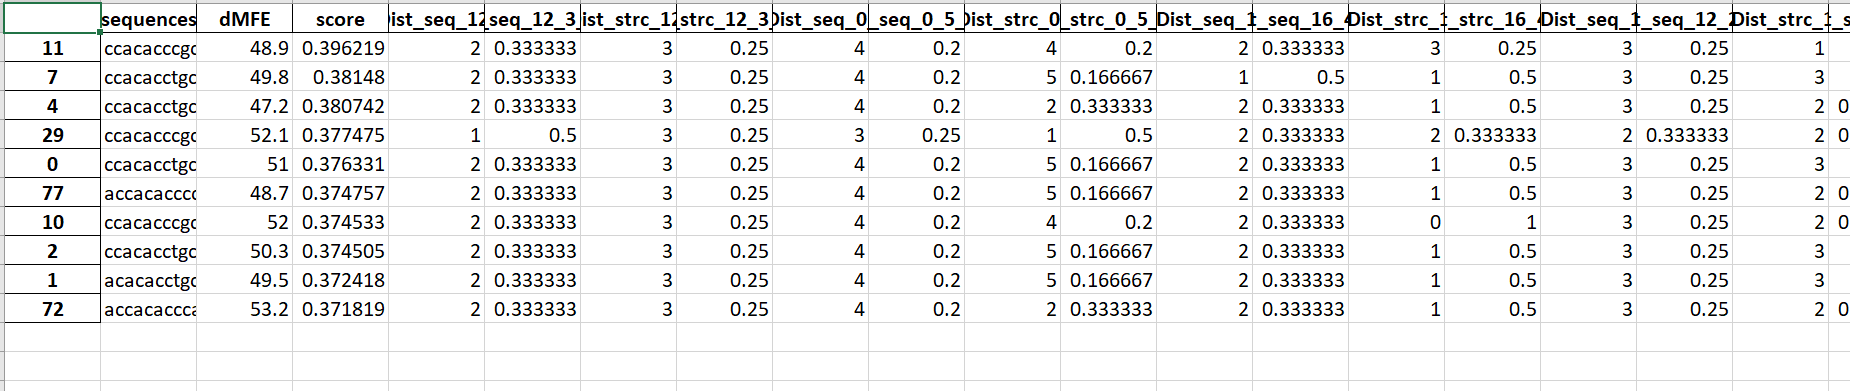 sequences dMFE score Dist_seq_12 _seq_12_3_ ist_strc_12 _strc_12_3_ Dist_seq_0 _seq_0_5_ Dist_strc_0 _strc_0_5_ Dist_seq_1 _seq_16_ Dist_strc_1 _strc_16_ Dist_seq_1 _seq_12_ Dist_strc_1
11 ccacacccgc 48.9 0.396219 2 0.333333 3 0.25 4 0.2 4 0.2 2 0.333333 3 0.25 3 0.25 1
7 ccacacctgc 49.8 0.38148 2 0.333333 3 0.25 4 0.2 5 0.166667 1 0.5 1 0.5 3 0.25 3
4 ccacacctgc 47.2 0.380742 2 0.333333 3 0.25 4 0.2 2 0.333333 2 0.333333 1 0.5 3 0.25 2 0
29 ccacacccgc 52.1 0.377475 1 0.5 3 0.25 3 0.25 1 0.5 2 0.333333 2 0.333333 2 0.333333 2 0
0 ccacacctgc 51 0.376331 2 0.333333 3 0.25 4 0.2 5 0.166667 2 0.333333 1 0.5 3 0.25 3
77 accacacccc 48.7 0.374757 2 0.333333 3 0.25 4 0.2 5 0.166667 2 0.333333 1 0.5 3 0.25 2 0
10 ccacacccgc 52 0.374533 2 0.333333 3 0.25 4 0.2 4 0.2 2 0.333333 0 1 3 0.25 2 0
2 ccacacctgc 50.3 0.374505 2 0.333333 3 0.25 4 0.2 5 0.166667 2 0.333333 1 0.5 3 0.25 3
1 acacacctgc 49.5 0.372418 2 0.333333 3 0.25 4 0.2 5 0.166667 2 0.333333 1 0.5 3 0.25 3
72 accacaccca 53.2 0.371819 2 0.333333 3 0.25 4 0.2 2 0.333333 2 0.333333 1 0.5 3 0.25 2 0